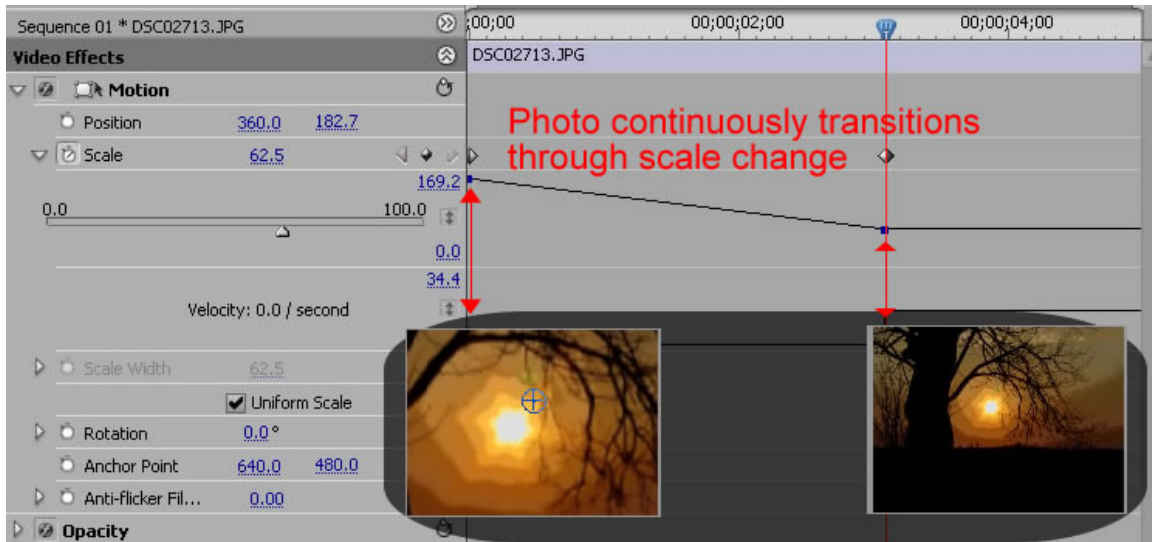 Sequence 01 * DSC02713.JPG
;00;00 00;00;02;00 00;00;04;00
Video Effects
DSC02713.JPG
Motion
Position 360.0 182.7
Scale 62.5
Photo continuously transitions
through scale change
169.2
0.0 100.0
0.0
34.4
Velocity: 0.0 / second
Scale Width 62.5
Uniform Scale
Rotation 0.0°
Anchor Point 640.0 480.0
Anti-flicker Fil... 0.00
Opacity